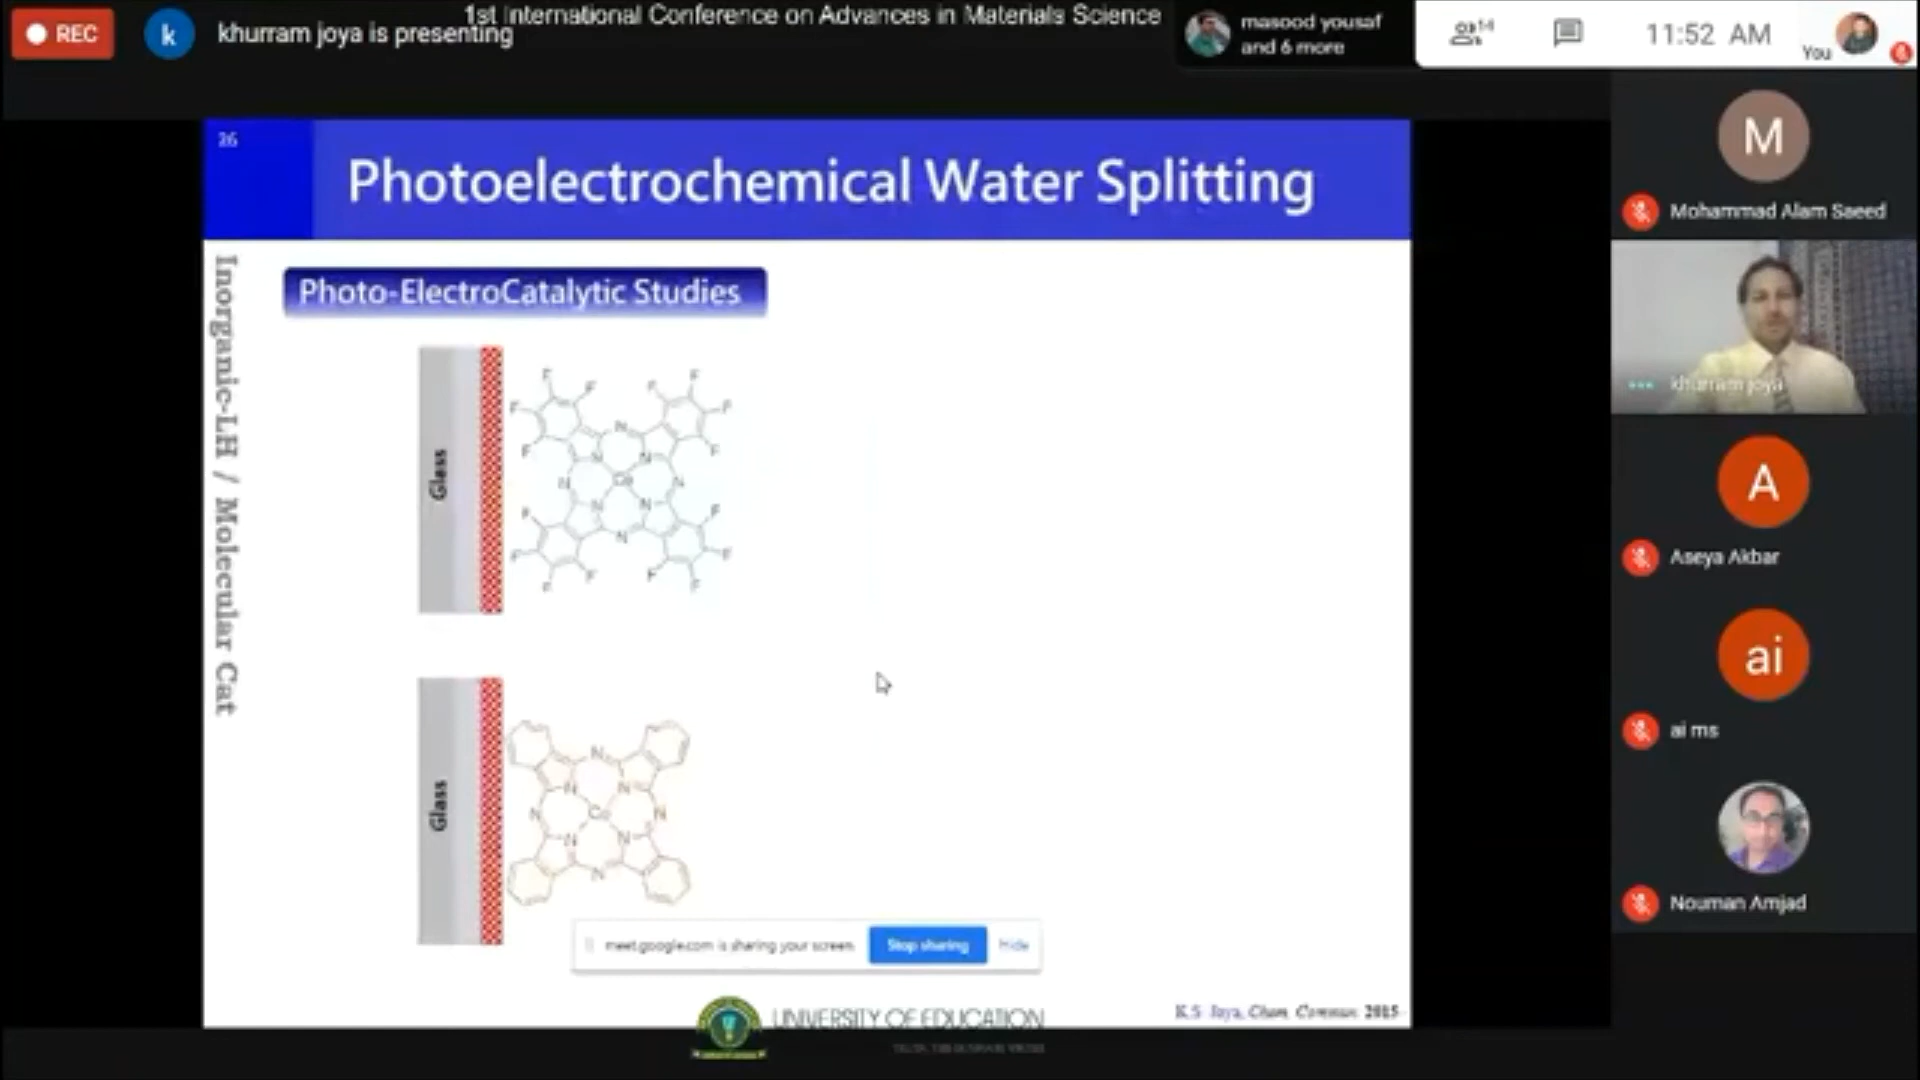 REC
k
khurram joya is presenting
1st International Conference on Advances in Materials Science
masood yousaf
and 6 more
14
11:52 AM
You
26
Photoelectrochemical Water Splitting
Inorganic-LH / Molecular Cat
Photo-ElectroCatalytic Studies
Glass
F F F F
F F
F F
N
N N
N Co N
N N
N
F F
F F
F F F F
Glass
N
N N
N Co N
N N
N
meet.google.com is sharing your screen.
Stop sharing
Hide
UNIVERSITY OF EDUCATION
K.S. Joya, Chem. Commun. 2015
M
Mohammad Alam Saeed
khurram joya
A
Aseya Akbar
ai
ai ms
Nouman Amjad